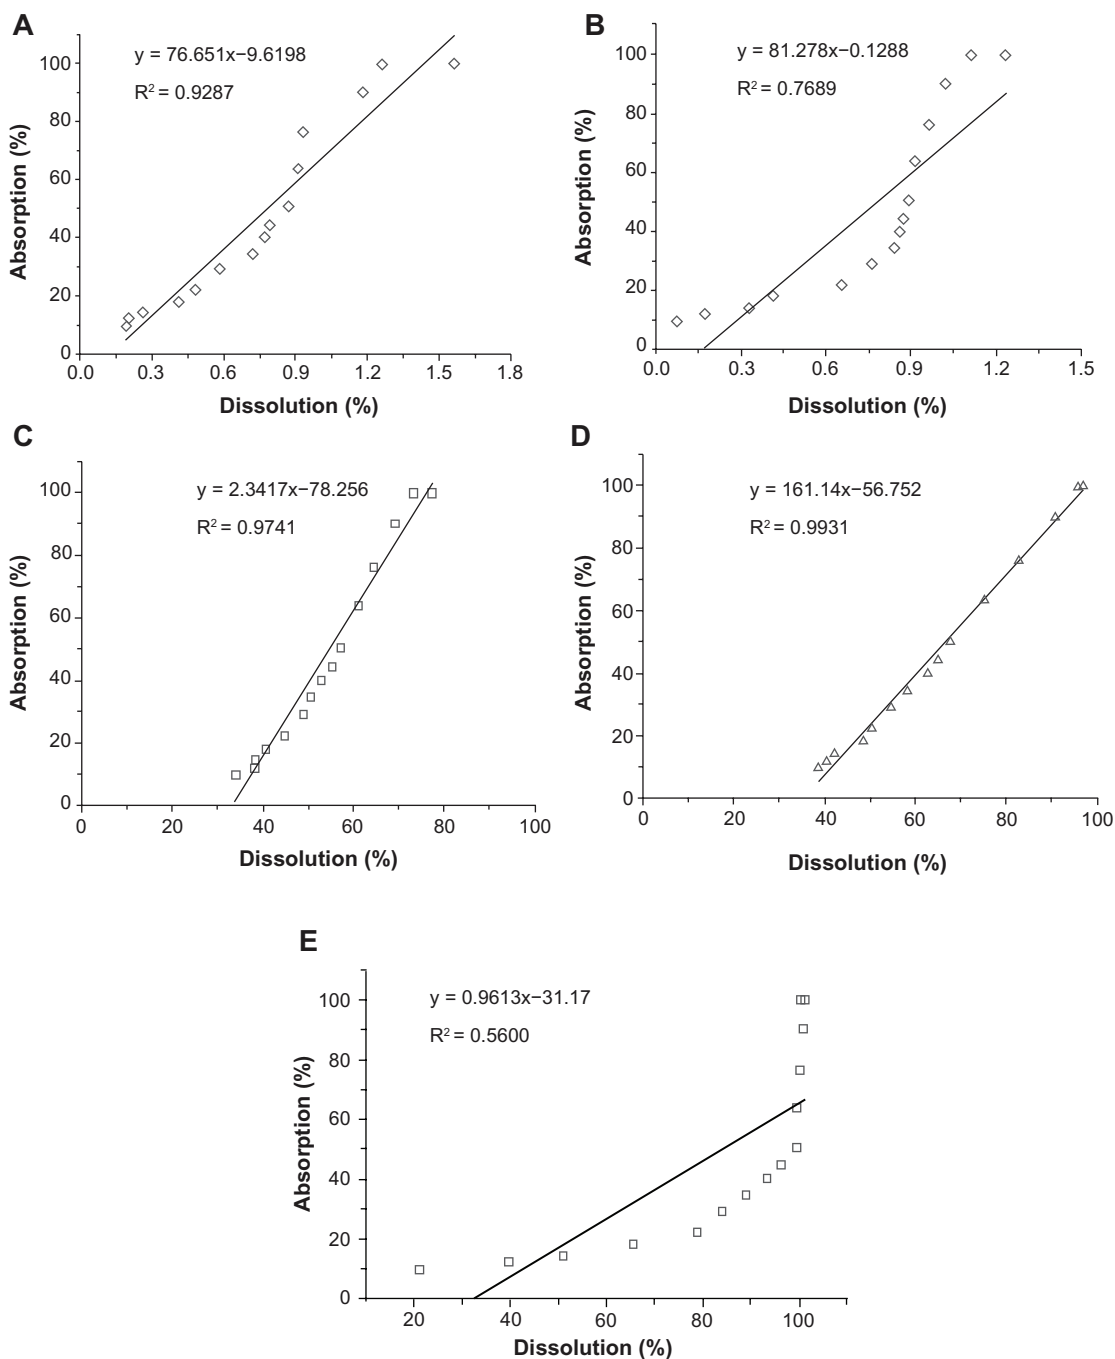 A
y = 76.651x−9.6198
R² = 0.9287
100
80
60
40
20
0
0.0 0.3 0.6 0.9 1.2 1.5 1.8
Absorption (%)
Dissolution (%)
B
y = 81.278x−0.1288
R² = 0.7689
100
80
60
40
20
0
0.0 0.3 0.6 0.9 1.2 1.5
Absorption (%)
Dissolution (%)
C
y = 2.3417x−78.256
R² = 0.9741
100
80
60
40
20
0
0 20 40 60 80 100
Absorption (%)
Dissolution (%)
D
y = 161.14x−56.752
R² = 0.9931
100
80
60
40
20
0
0 20 40 60 80 100
Absorption (%)
Dissolution (%)
E
y = 0.9613x−31.17
R² = 0.5600
100
80
60
40
20
0
20 40 60 80 100
Absorption (%)
Dissolution (%)